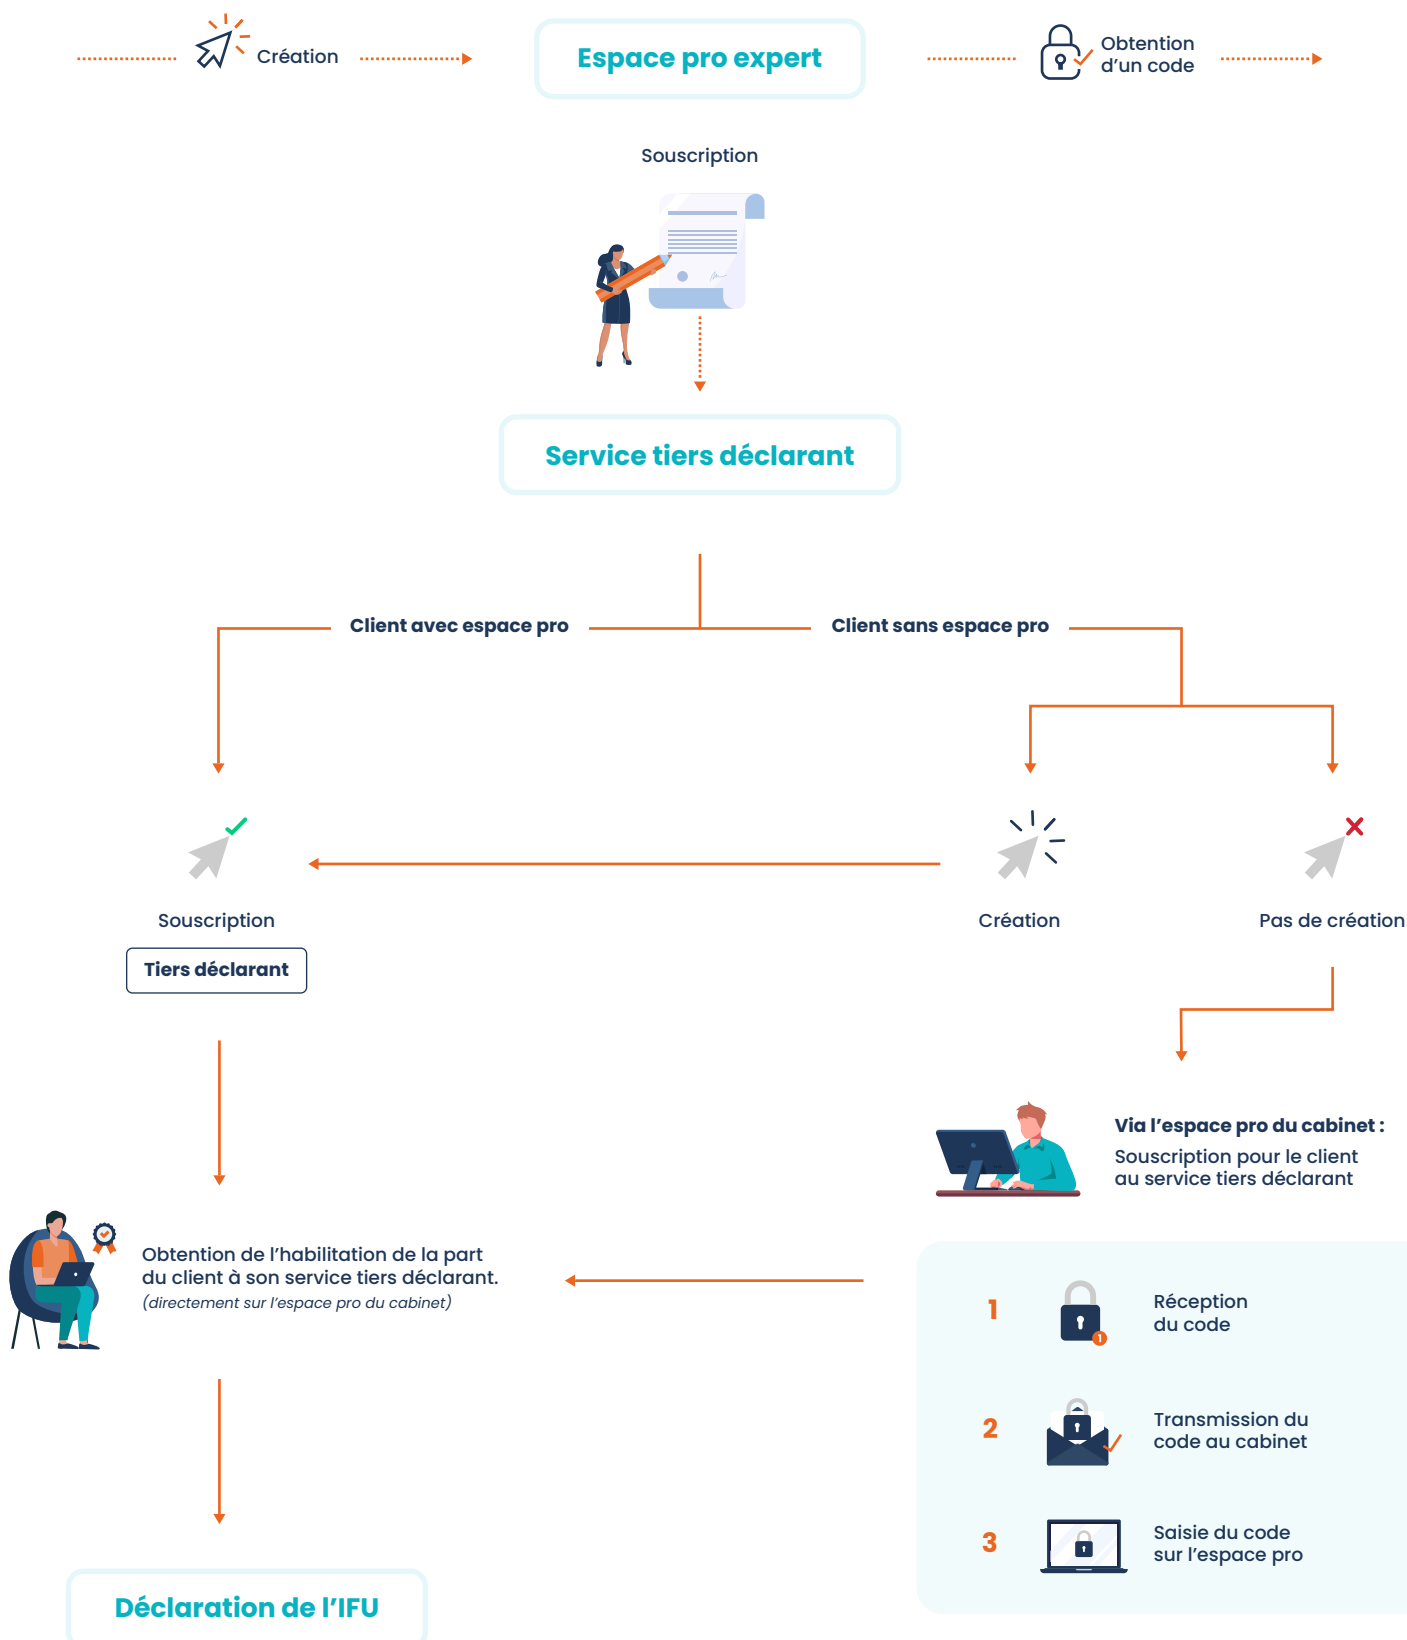 Création
Espace pro expert
Obtention
d’un code
Souscription
Service tiers déclarant
Client avec espace pro
Client sans espace pro
Souscription
Tiers déclarant
Création
Pas de création
Via l’espace pro du cabinet :
Souscription pour le client
au service tiers déclarant
Obtention de l’habilitation de la part
du client à son service tiers déclarant.
(directement sur l’espace pro du cabinet)
1
1
Réception
du code
2
Transmission du
code au cabinet
3
Saisie du code
sur l’espace pro
Déclaration de l’IFU